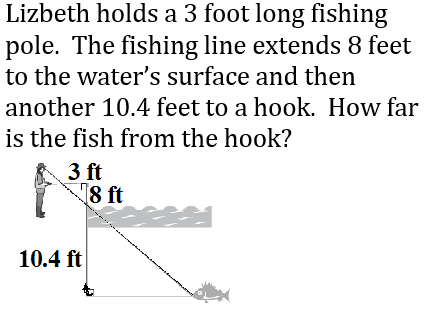 Lizbeth holds a 3 foot long fishing
pole. The fishing line extends 8 feet
to the water's surface and then
another 10.4 feet to a hook. How far
is the fish from the hook?
3 ft
8 ft
10.4 ft